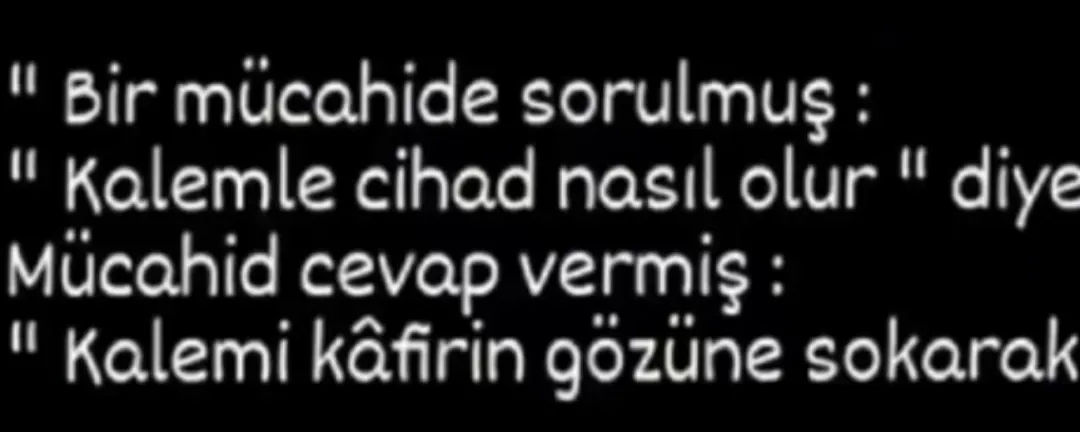 " Bir mücahide sorulmuş :
" Kalemle cihad nasıl olur " diye
Mücahid cevap vermiş :
" Kalemi kâfirin gözüne sokarak